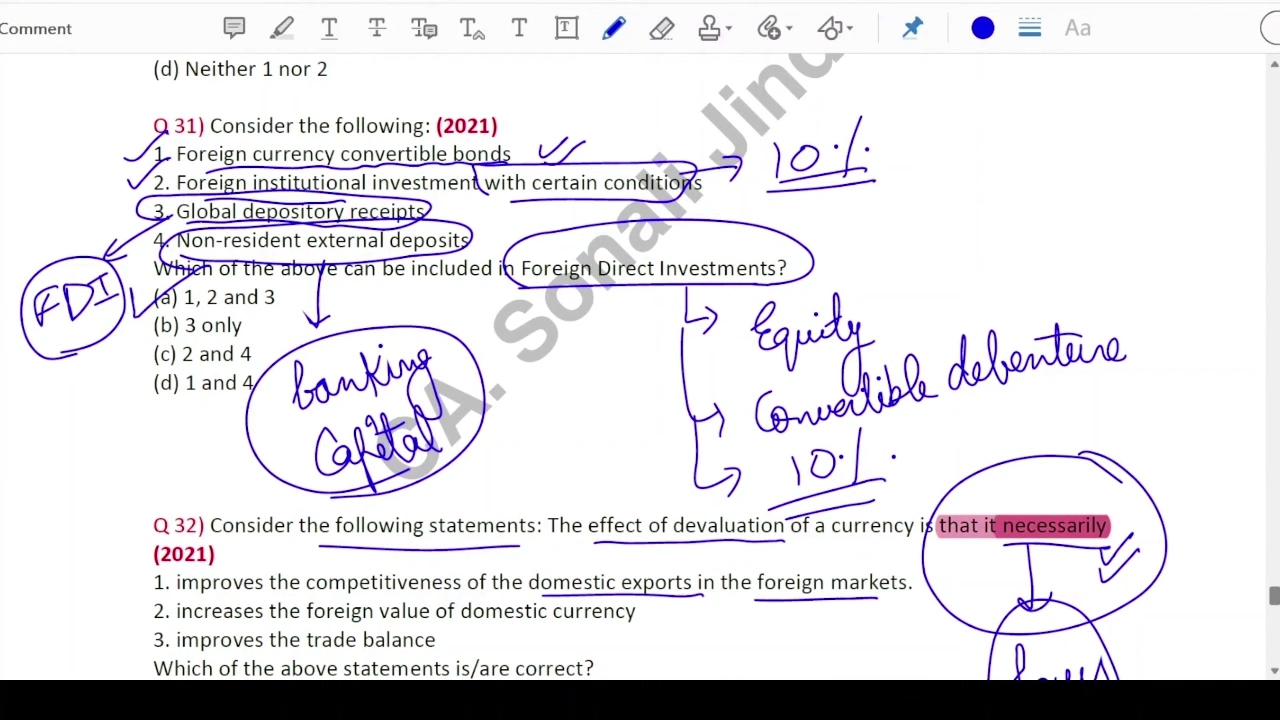 Comment
Aa
(d) Neither 1 nor 2
Q 31) Consider the following: (2021)
1. Foreign currency convertible bonds
2. Foreign institutional investment with certain conditions
10%
3. Global depository receipts
4. Non-resident external deposits
Which of the above can be included in Foreign Direct Investments?
FDI
(a) 1, 2 and 3
(b) 3 only
(c) 2 and 4
(d) 1 and 4
banking
Capital
Equity
Convertible debenture
10%
CA. Sonali Jind
Q 32) Consider the following statements: The effect of devaluation of a currency is that it necessarily
(2021)
1. improves the competitiveness of the domestic exports in the foreign markets.
2. increases the foreign value of domestic currency
3. improves the trade balance
Which of the above statements is/are correct?